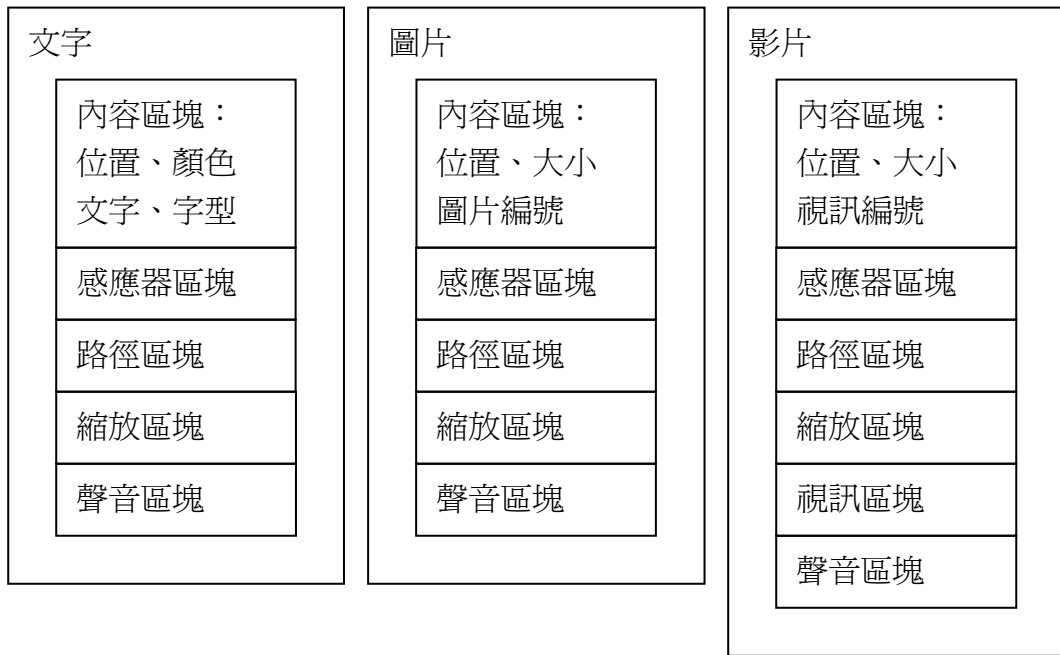 文字
內容區塊：
位置、顏色
文字、字型
感應器區塊
路徑區塊
縮放區塊
聲音區塊
圖片
內容區塊：
位置、大小
圖片編號
感應器區塊
路徑區塊
縮放區塊
聲音區塊
影片
內容區塊：
位置、大小
視訊編號
感應器區塊
路徑區塊
縮放區塊
視訊區塊
聲音區塊